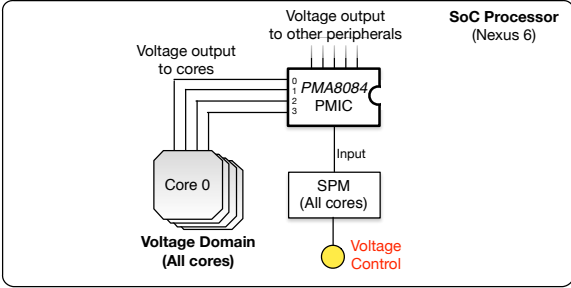 Voltage output
to other peripherals
SoC Processor
(Nexus 6)
Voltage output
to cores
0
1
2
3
PMA8084
PMIC
Input
Core 0
SPM
(All cores)
Voltage Domain
(All cores)
Voltage
Control